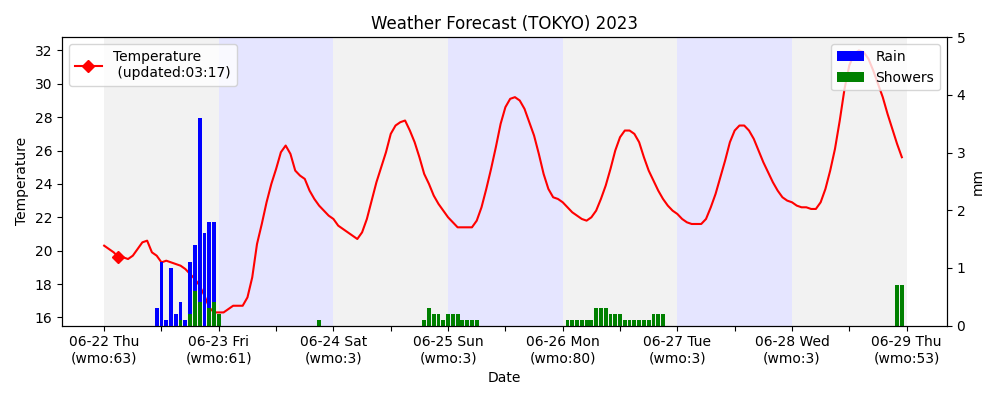 Weather Forecast (TOKYO) 2023
Temperature
(updated:03:17)
Rain
Showers
32
30
28
26
24
22
20
18
16
Temperature
5
4
3
2
1
0
mm
06-22 Thu
(wmo:63)
06-23 Fri
(wmo:61)
06-24 Sat
(wmo:3)
06-25 Sun
(wmo:3)
06-26 Mon
(wmo:80)
06-27 Tue
(wmo:3)
06-28 Wed
(wmo:3)
06-29 Thu
(wmo:53)
Date